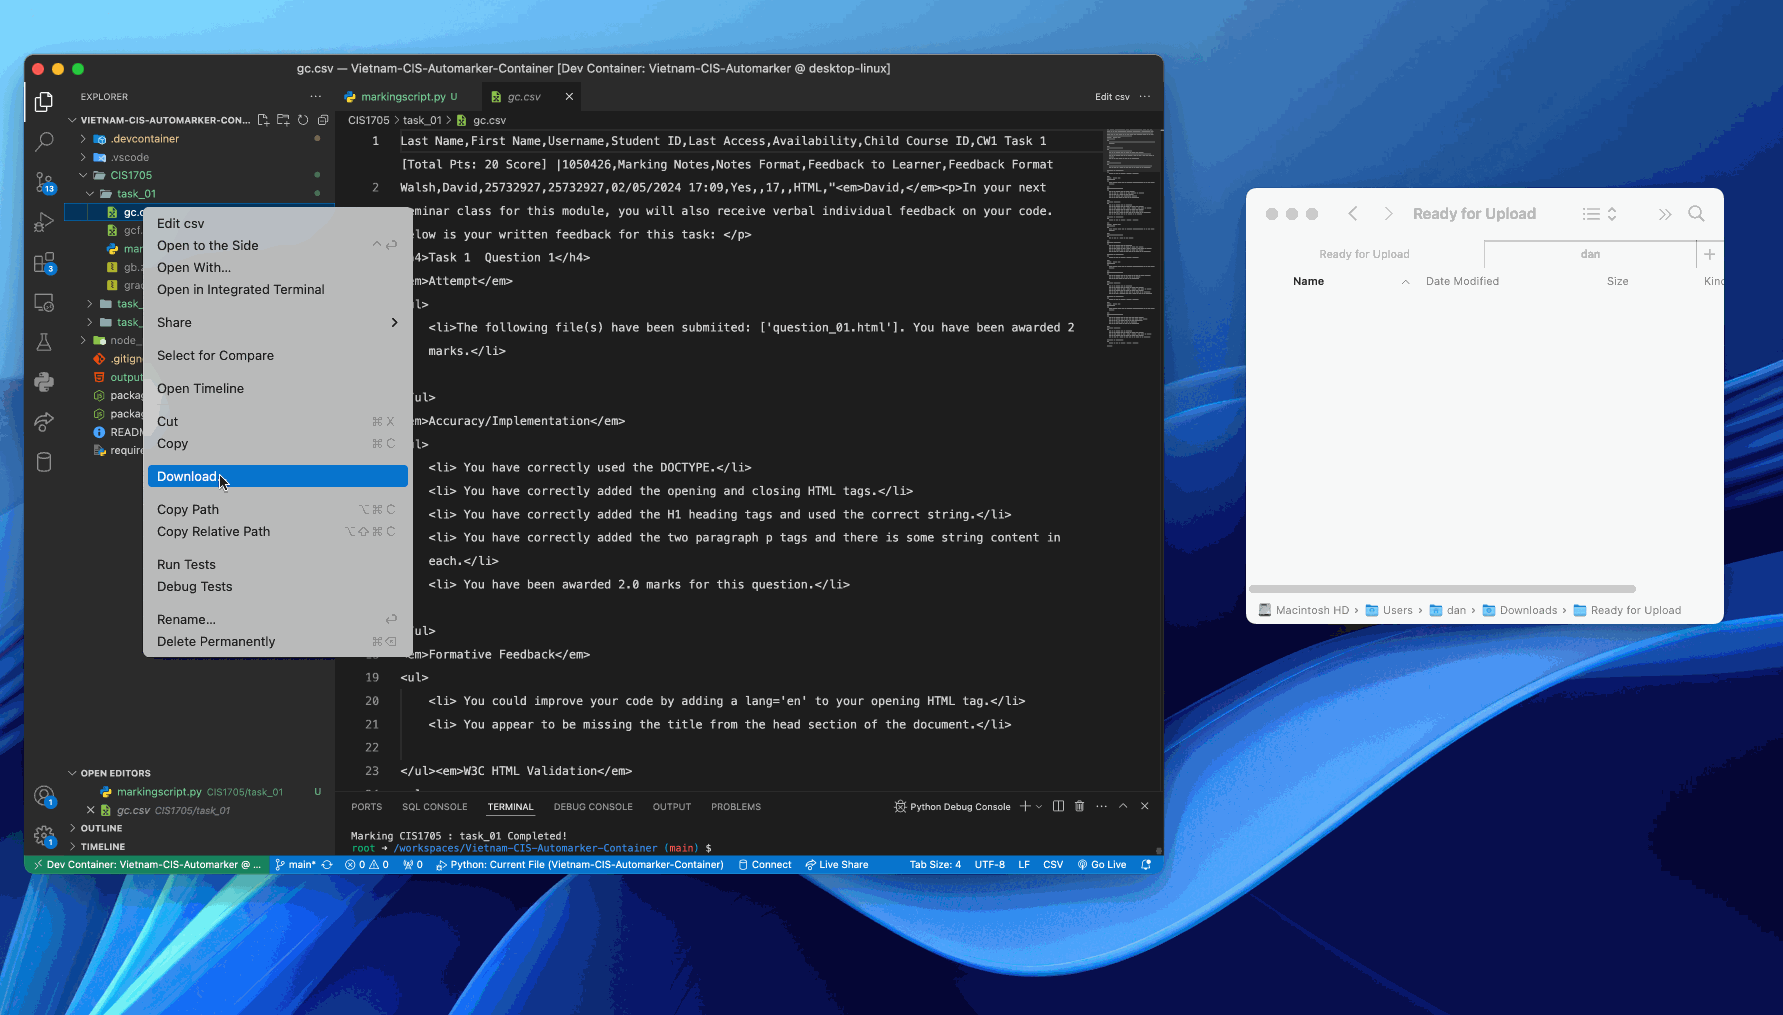 gc.csv — Vietnam-CIS-Automarker-Container [Dev Container: Vietnam-CIS-Automarker @ desktop-linux]
EXPLORER
VIETNAM-CIS-AUTOMARKER-CON...
.devcontainer
.vscode
CIS1705
task_01
gc.c
gcf.
mar
gb.z
grac
task_
task_
node_
.gitign
output
packa
packa
READM
require
Edit csv
Open to the Side
Open With...
Open in Integrated Terminal
Share
Select for Compare
Open Timeline
Cut ⌘ X
Copy ⌘ C
Download...
Copy Path ⌥ ⌘ C
Copy Relative Path ⌥ ⇧ ⌘ C
Run Tests
Debug Tests
Rename...
Delete Permanently
13
3
1
1
OPEN EDITORS
markingscript.py CIS1705/task_01 U
gc.csv CIS1705/task_01
OUTLINE
TIMELINE
markingscript.py U
gc.csv
Edit csv
CIS1705 > task_01 > gc.csv
1 Last Name,First Name,Username,Student ID,Last Access,Availability,Child Course ID,CW1 Task 1
[Total Pts: 20 Score] |1050426,Marking Notes,Notes Format,Feedback to Learner,Feedback Format
2 Walsh,David,25732927,25732927,02/05/2024 17:09,Yes,,17,,HTML,"<em>David,</em><p>In your next
eminar class for this module, you will also receive verbal individual feedback on your code.
elow is your written feedback for this task: </p>
h4>Task 1  Question 1</h4>
em>Attempt</em>
ul>
<li>The following file(s) have been submiited: ['question_01.html']. You have been awarded 2
marks.</li>
/ul>
em>Accuracy/Implementation</em>
ul>
<li> You have correctly used the DOCTYPE.</li>
<li> You have correctly added the opening and closing HTML tags.</li>
<li> You have correctly added the H1 heading tags and used the correct string.</li>
<li> You have correctly added the two paragraph p tags and there is some string content in
each.</li>
<li> You have been awarded 2.0 marks for this question.</li>
/ul>
<em>Formative Feedback</em>
19 <ul>
20 <li> You could improve your code by adding a lang='en' to your opening HTML tag.</li>
21 <li> You appear to be missing the title from the head section of the document.</li>
22
23 </ul><em>W3C HTML Validation</em>
PORTS SQL CONSOLE TERMINAL DEBUG CONSOLE OUTPUT PROBLEMS Python Debug Console
Marking CIS1705 : task_01 Completed!
root ➜ /workspaces/Vietnam-CIS-Automarker-Container (main) $
Dev Container: Vietnam-CIS-Automarker @ ... main* 0 0 0 Python: Current File (Vietnam-CIS-Automarker-Container) Connect Live Share Tab Size: 4 UTF-8 LF CSV Go Live
Ready for Upload
Ready for Upload dan
Name Date Modified Size Kind
Macintosh HD › Users › dan › Downloads › Ready for Upload